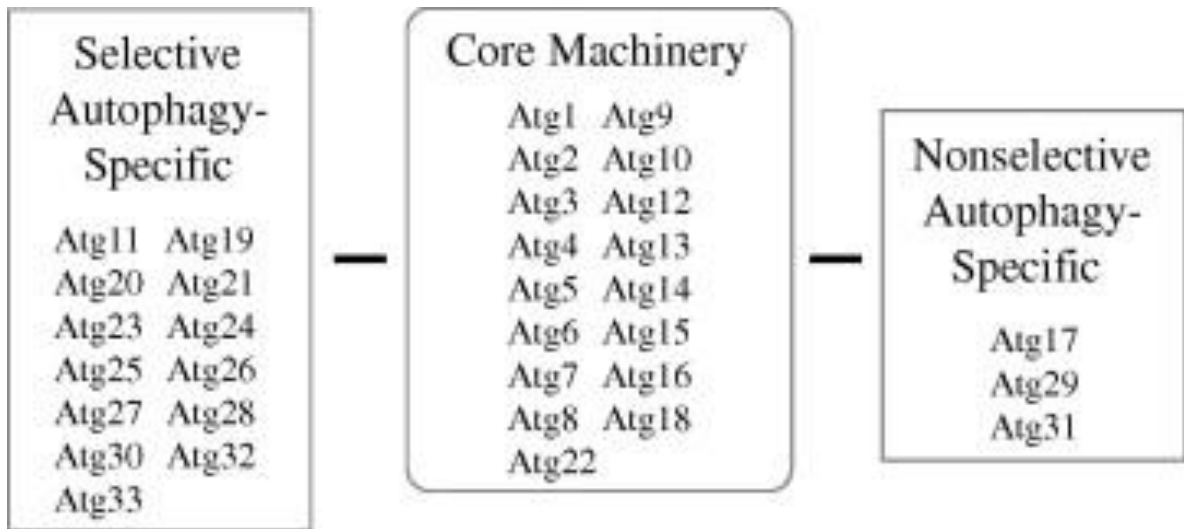 Selective
Autophagy-
Specific
Atg11 Atg19
Atg20 Atg21
Atg23 Atg24
Atg25 Atg26
Atg27 Atg28
Atg30 Atg32
Atg33
Core Machinery
Atg1 Atg9
Atg2 Atg10
Atg3 Atg12
Atg4 Atg13
Atg5 Atg14
Atg6 Atg15
Atg7 Atg16
Atg8 Atg18
Atg22
Nonselective
Autophagy-
Specific
Atg17
Atg29
Atg31